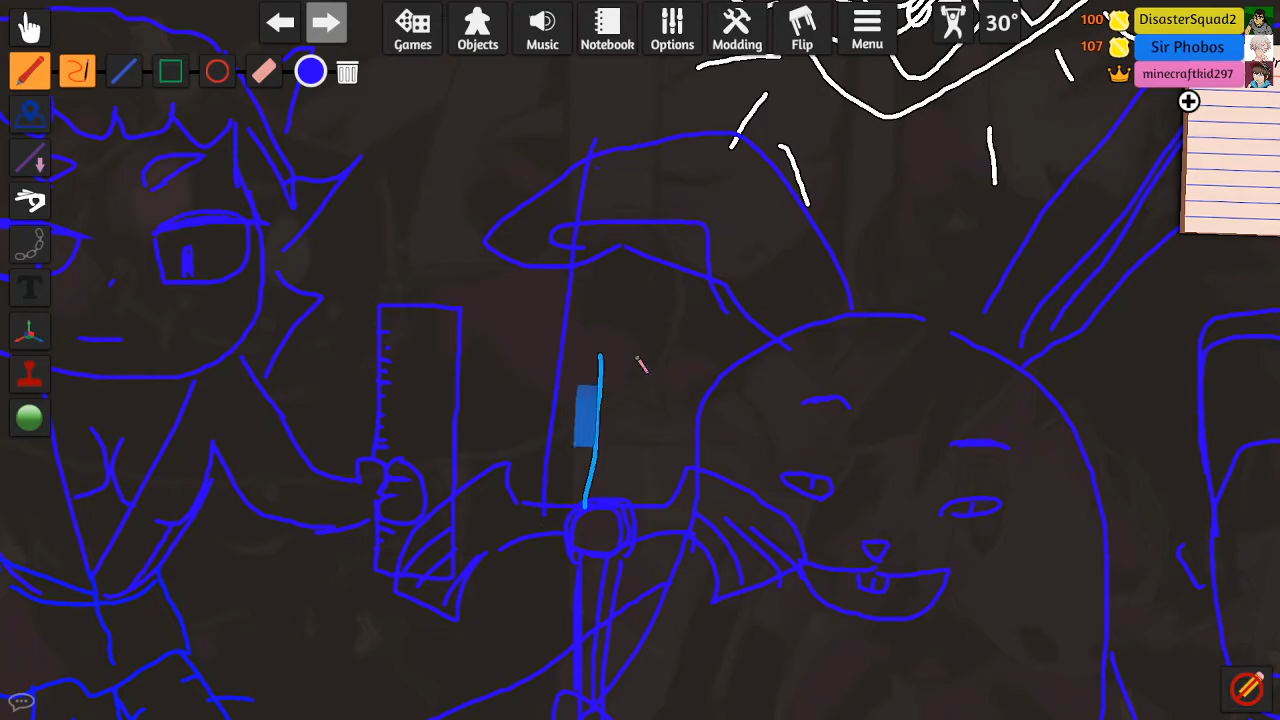 Games
Objects
Music
Notebook
Options
Modding
Flip
Menu
30°
100
DisasterSquad2
107
Sir Phobos
minecraftkid297
T